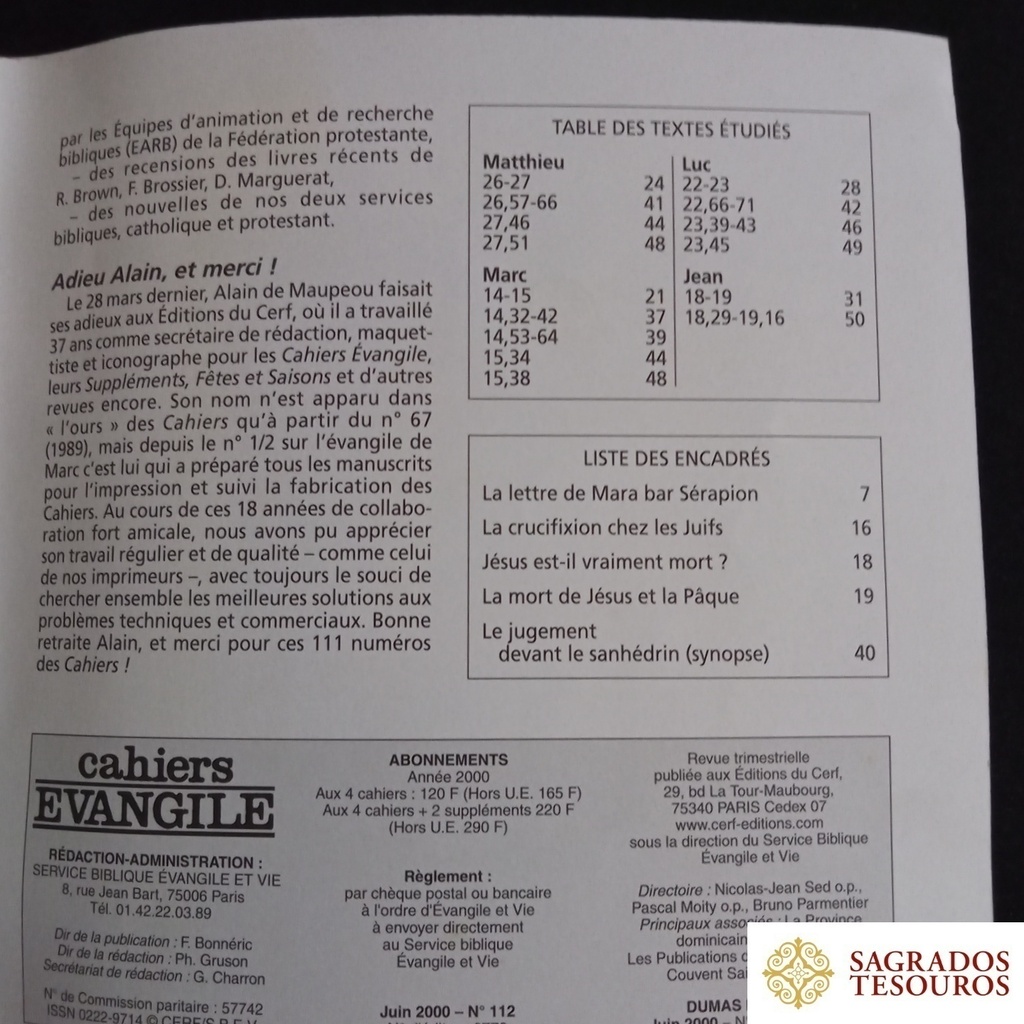 par les Équipes d'animation et de recherche
bibliques (EARB) de la Fédération protestante,
– des recensions des livres récents de
R. Brown, F. Brossier, D. Marguerat,
– des nouvelles de nos deux services
bibliques, catholique et protestant.
Adieu Alain, et merci !
Le 28 mars dernier, Alain de Maupeou faisait
ses adieux aux Éditions du Cerf, où il a travaillé
37 ans comme secrétaire de rédaction, maquet-
tiste et iconographe pour les Cahiers Évangile,
leurs Suppléments, Fêtes et Saisons et d'autres
revues encore. Son nom n'est apparu dans
« l'ours » des Cahiers qu'à partir du n° 67
(1989), mais depuis le n° 1/2 sur l'évangile de
Marc c'est lui qui a préparé tous les manuscrits
pour l'impression et suivi la fabrication des
Cahiers. Au cours de ces 18 années de collabo-
ration fort amicale, nous avons pu apprécier
son travail régulier et de qualité – comme celui
de nos imprimeurs –, avec toujours le souci de
chercher ensemble les meilleures solutions aux
problèmes techniques et commerciaux. Bonne
retraite Alain, et merci pour ces 111 numéros
des Cahiers !
TABLE DES TEXTES ÉTUDIÉS
Matthieu
26-27 24
26,57-66 41
27,46 44
27,51 48
Marc
14-15 21
14,32-42 37
14,53-64 39
15,34 44
15,38 48
Luc
22-23 28
22,66-71 42
23,39-43 46
23,45 49
Jean
18-19 31
18,29-19,16 50
LISTE DES ENCADRÉS
La lettre de Mara bar Sérapion 7
La crucifixion chez les Juifs 16
Jésus est-il vraiment mort ? 18
La mort de Jésus et la Pâque 19
Le jugement
devant le sanhédrin (synopse) 40
cahiers
EVANGILE
RÉDACTION-ADMINISTRATION :
SERVICE BIBLIQUE ÉVANGILE ET VIE
8, rue Jean Bart, 75006 Paris
Tél. 01.42.22.03.89
Dir de la publication : F. Bonnéric
Dir de la rédaction : Ph. Gruson
Secrétariat de rédaction : G. Charron
N° de Commission paritaire : 57742
ISSN 0222-9714 ©
ABONNEMENTS
Année 2000
Aux 4 cahiers : 120 F (Hors U.E. 165 F)
Aux 4 cahiers + 2 suppléments 220 F
(Hors U.E. 290 F)
Règlement :
par chèque postal ou bancaire
à l'ordre d'Évangile et Vie
à envoyer directement
au Service biblique
Évangile et Vie
Juin 2000 – N° 112
Revue trimestrielle
publiée aux Éditions du Cerf,
29, bd La Tour-Maubourg,
75340 PARIS Cedex 07
www.cerf-editions.com
sous la direction du Service Biblique
Évangile et Vie
Directoire : Nicolas-Jean Sed o.p.,
Pascal Moity o.p., Bruno Parmentier
Principaux associés : La Province
dominicain
Les Publications
Couvent
DUMAS
Juin 2000 –
SAGRADOS
TESOUROS